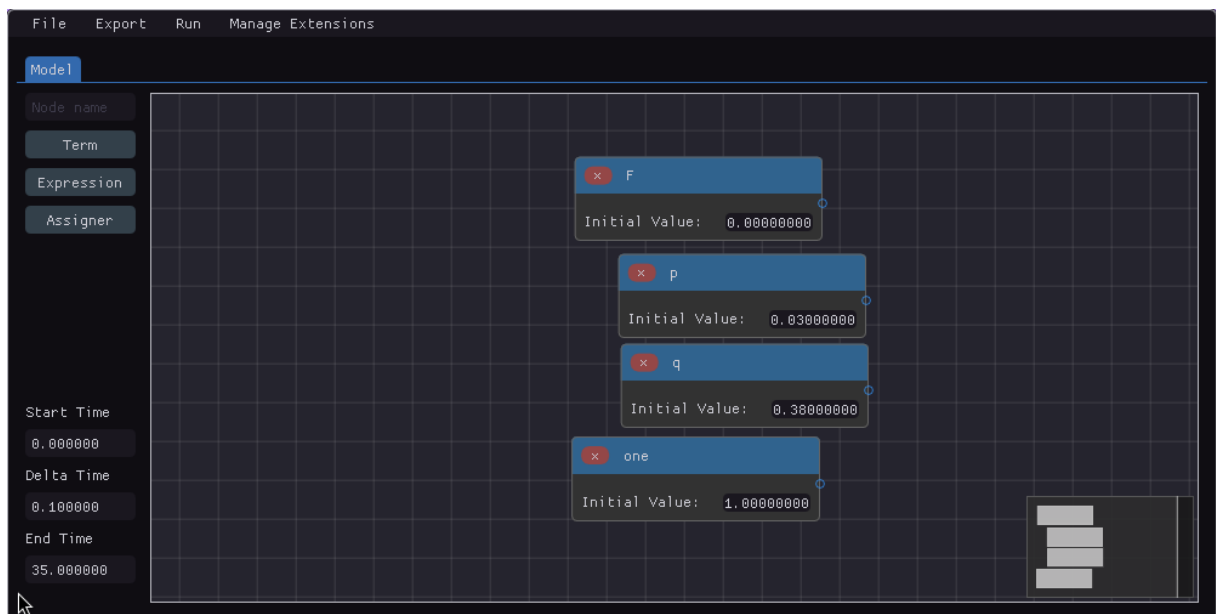 File Export Run Manage Extensions
Model
Node name
Term
Expression
Assigner
× F
Initial Value: 0.00000000
× p
Initial Value: 0.03000000
× q
Initial Value: 0.38000000
× one
Initial Value: 1.00000000
Start Time
0.000000
Delta Time
0.100000
End Time
35.000000